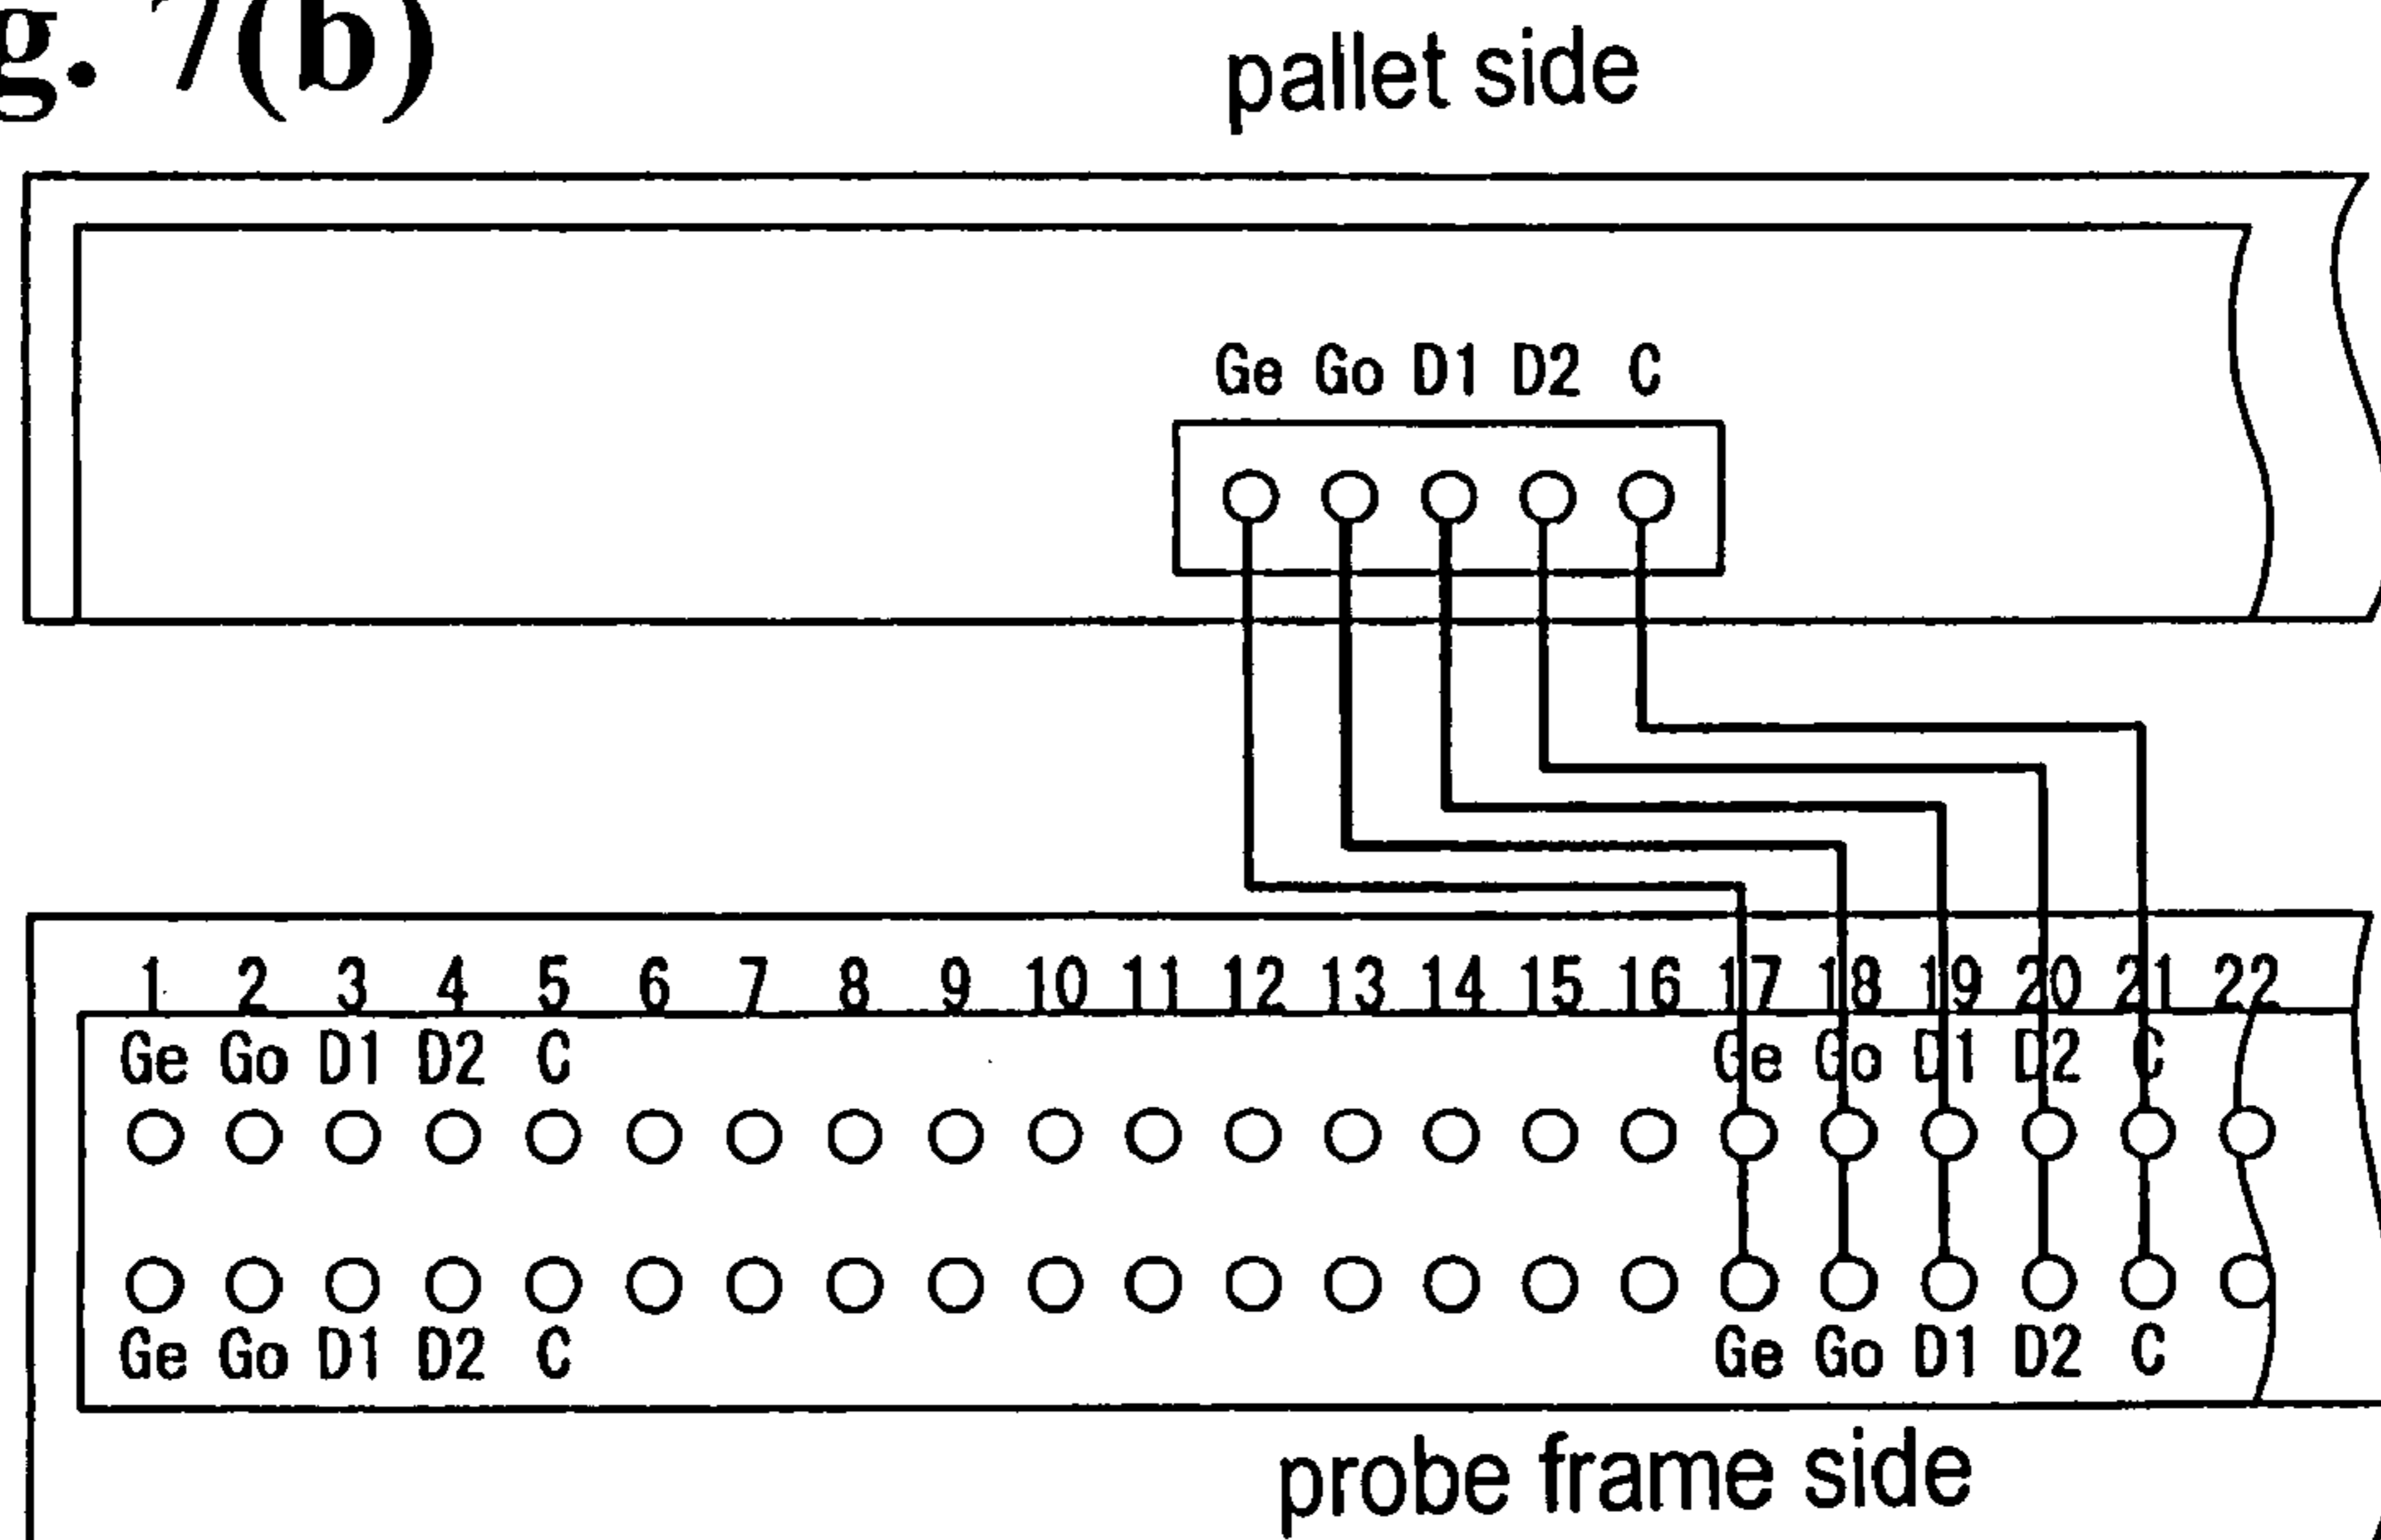 g. 7(b)
pallet side
Ge Go D1 D2 C
1 2 3 4 5 6 7 8 9 10 11 12 13 14 15 16 17 18 19 20 21 22
Ge Go D1 D2 C Ge Go D1 D2 C
Ge Go D1 D2 C Ge Go D1 D2 C
probe frame side